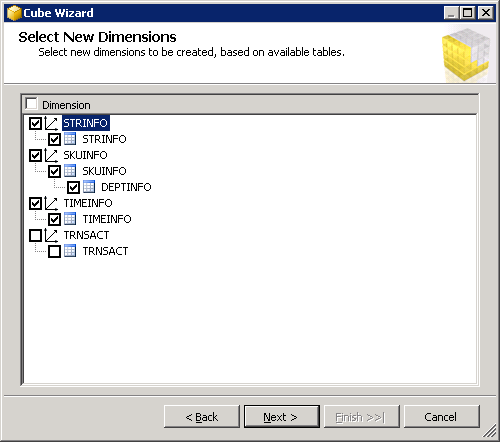 Cube Wizard
Select New Dimensions
Select new dimensions to be created, based on available tables.
Dimension
STRINFO
STRINFO
SKUINFO
SKUINFO
DEPTINFO
TIMEINFO
TIMEINFO
TRNSACT
TRNSACT
< Back Next > Finish >>| Cancel